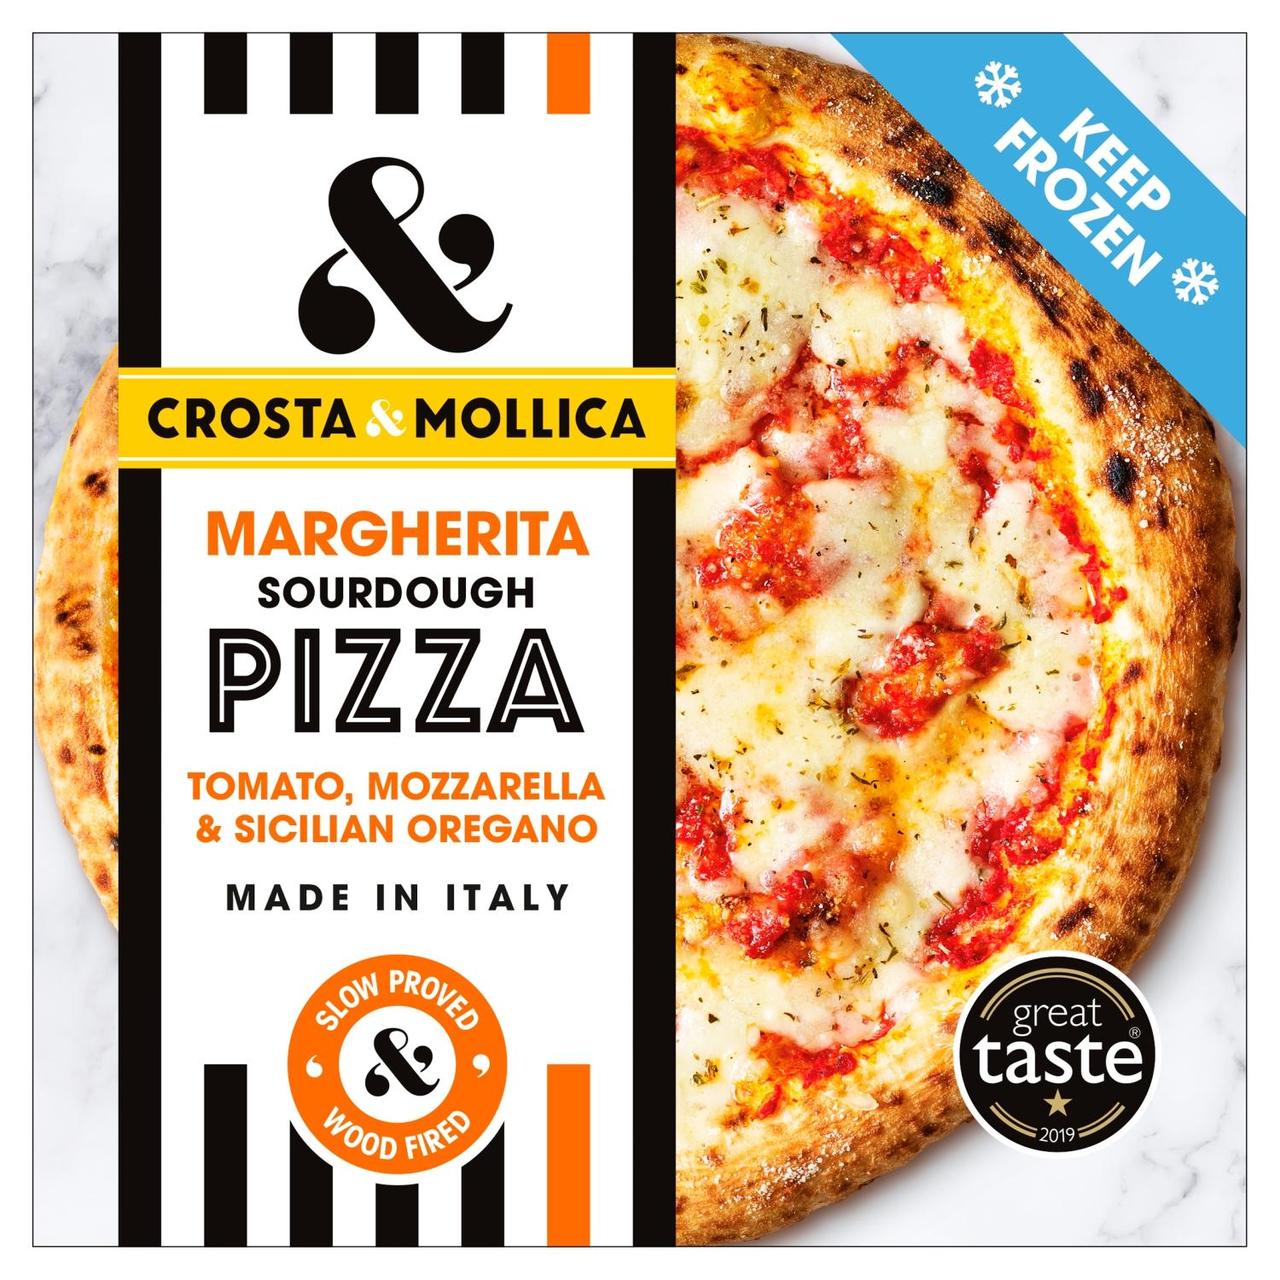 KEEP
FROZEN
&
CROSTA & MOLLICA
MARGHERITA
SOURDOUGH
PIZZA
TOMATO, MOZZARELLA
& SICILIAN OREGANO
MADE IN ITALY
SLOW PROVED
&
WOOD FIRED
great
taste®
2019